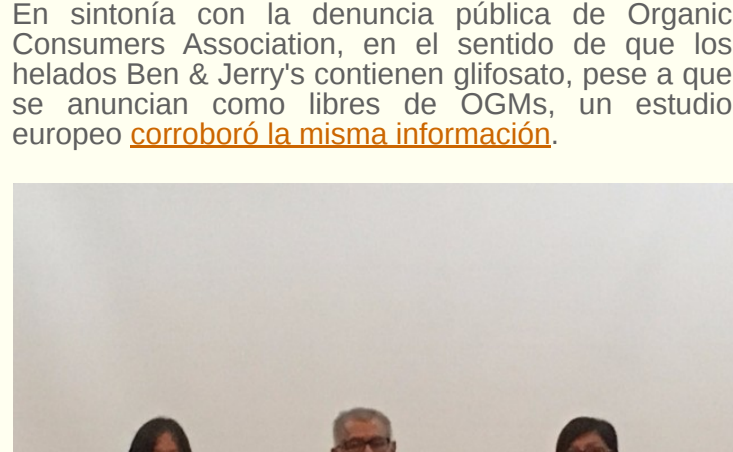 En sintonía con la denuncia pública de Organic
Consumers Association, en el sentido de que los
helados Ben & Jerry's contienen glifosato, pese a que
se anuncian como libres de OGMs, un estudio
europeo corroboró la misma información.